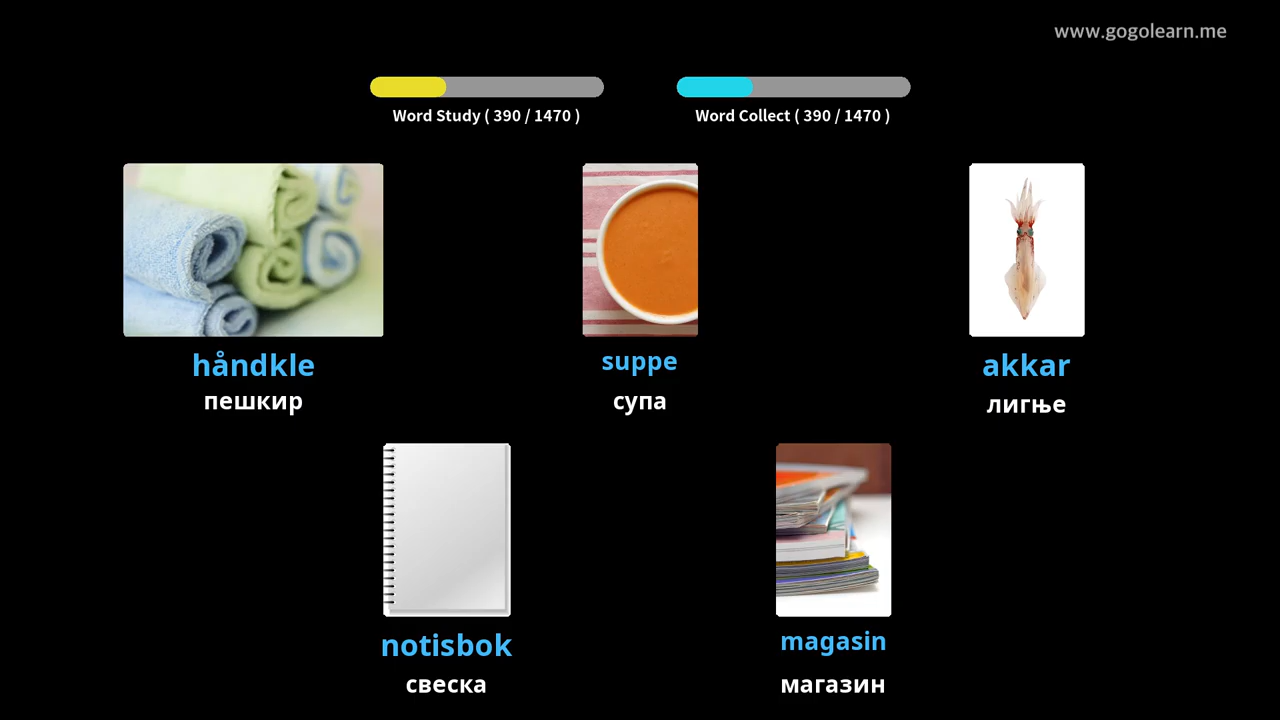 www.gogolearn.me
Word Study ( 390 / 1470 )
Word Collect ( 390 / 1470 )
håndkle
пешкир
suppe
супа
akkar
лигње
notisbok
свеска
magasin
магазин